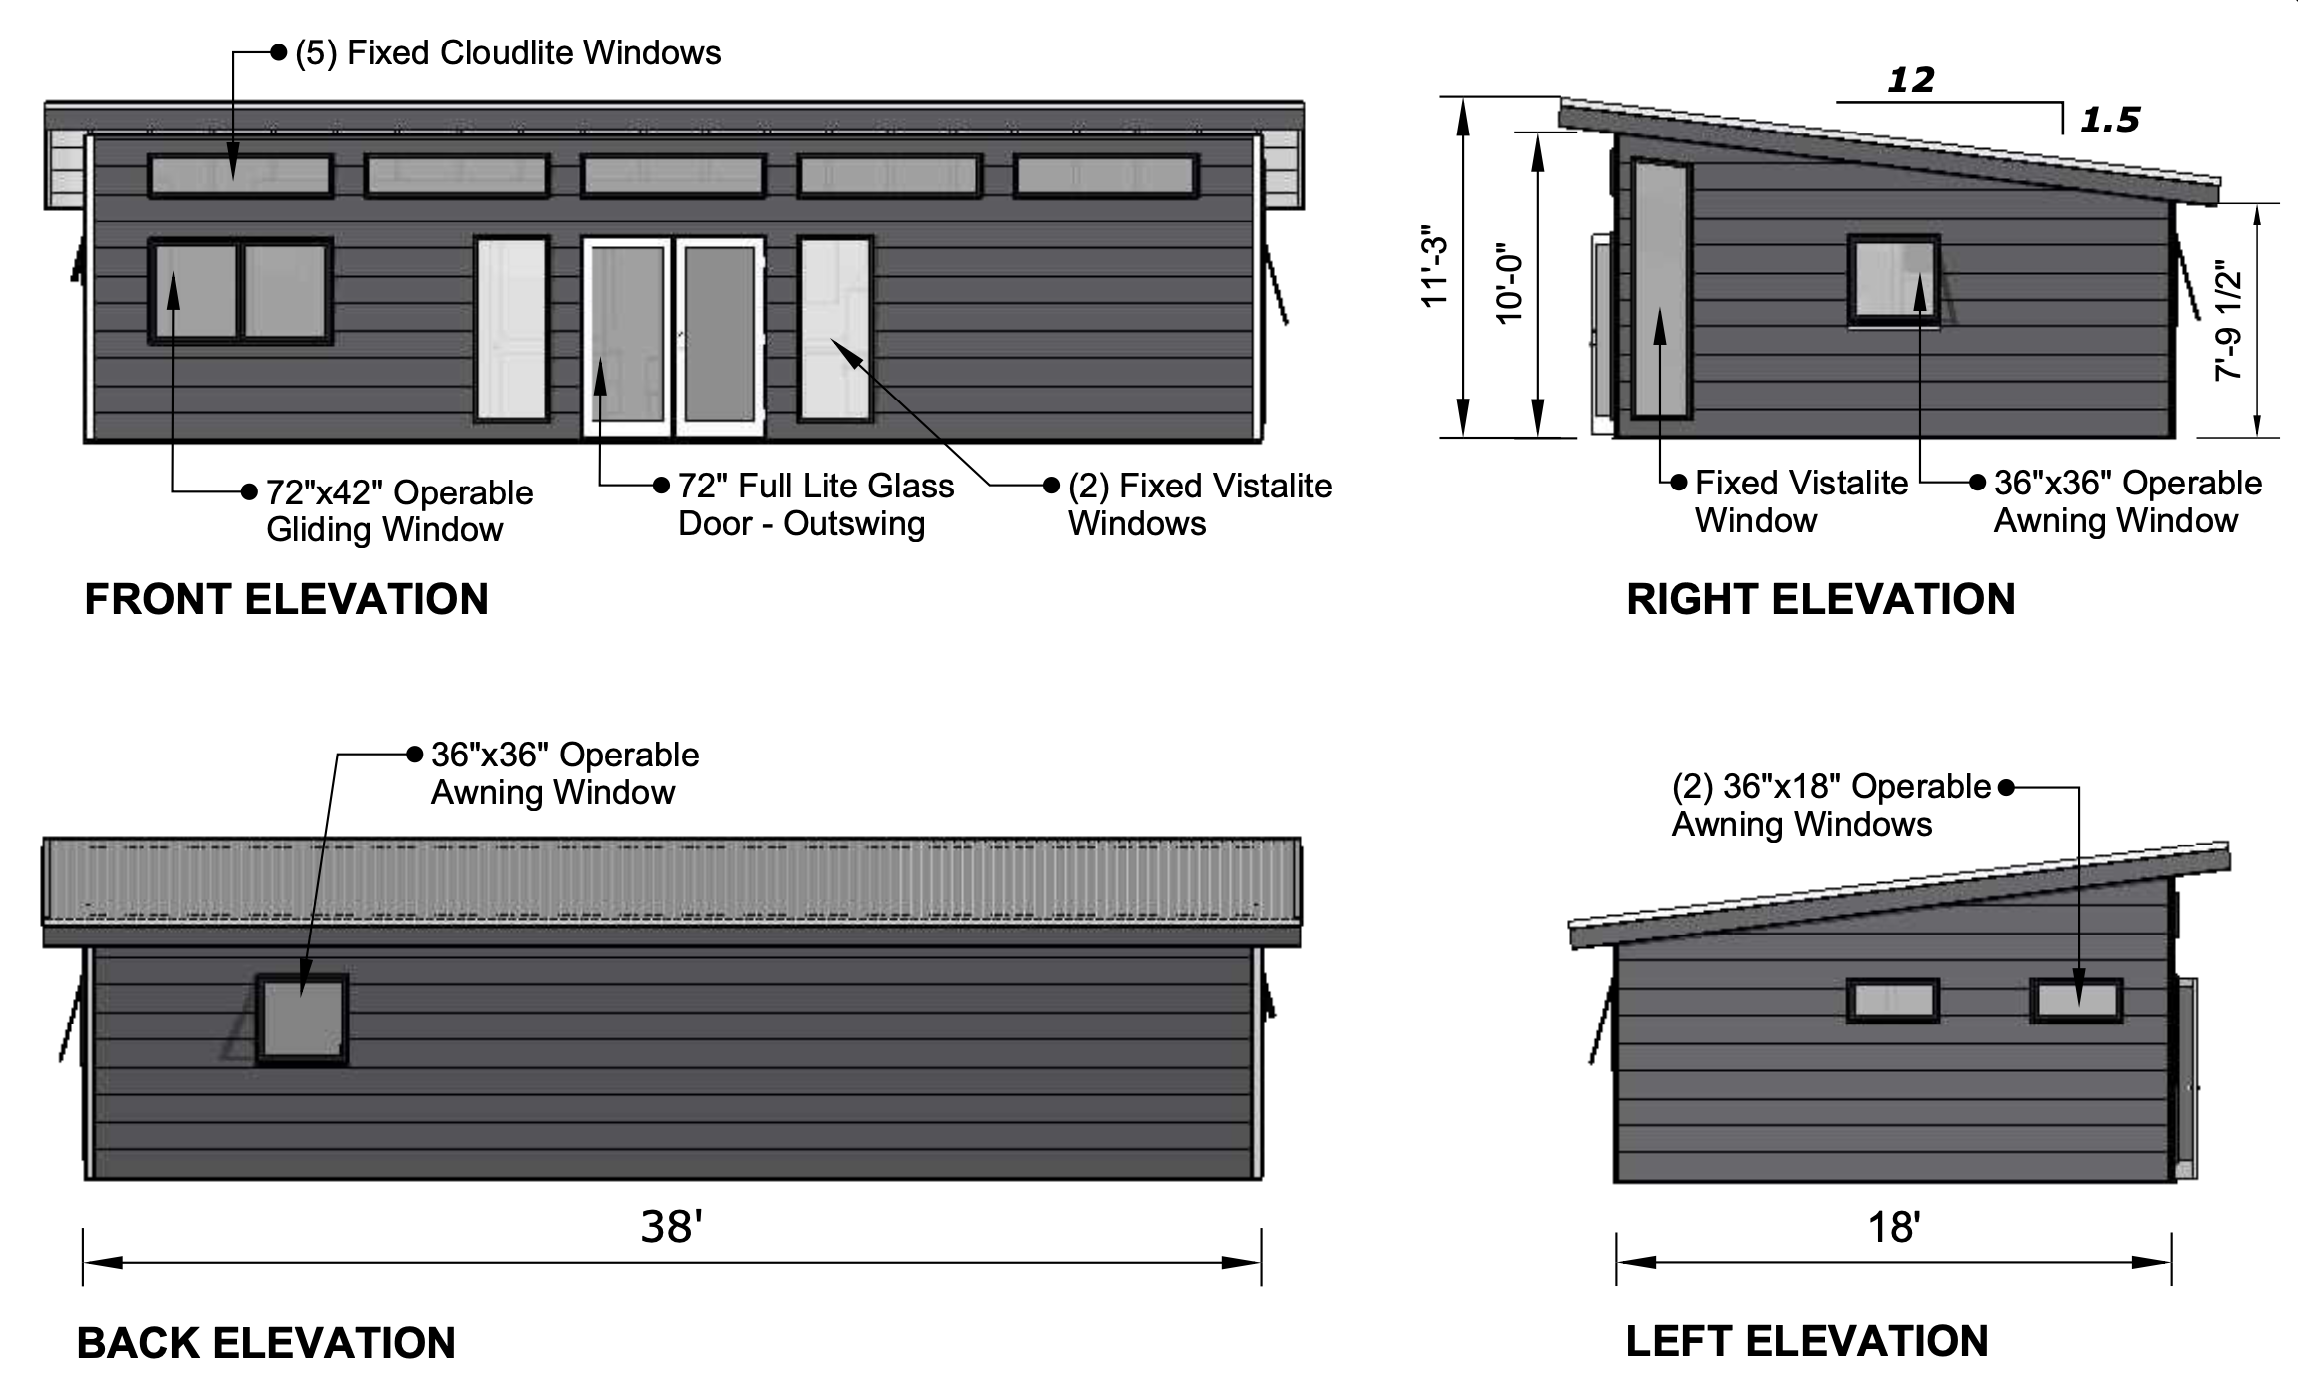 (5) Fixed Cloudlite Windows
72"x42" Operable
Gliding Window
72" Full Lite Glass
Door - Outswing
(2) Fixed Vistalite
Windows
FRONT ELEVATION
12
1.5
11'-3"
10'-0"
7'-9 1/2"
Fixed Vistalite
Window
36"x36" Operable
Awning Window
RIGHT ELEVATION
36"x36" Operable
Awning Window
38'
BACK ELEVATION
(2) 36"x18" Operable
Awning Windows
18'
LEFT ELEVATION